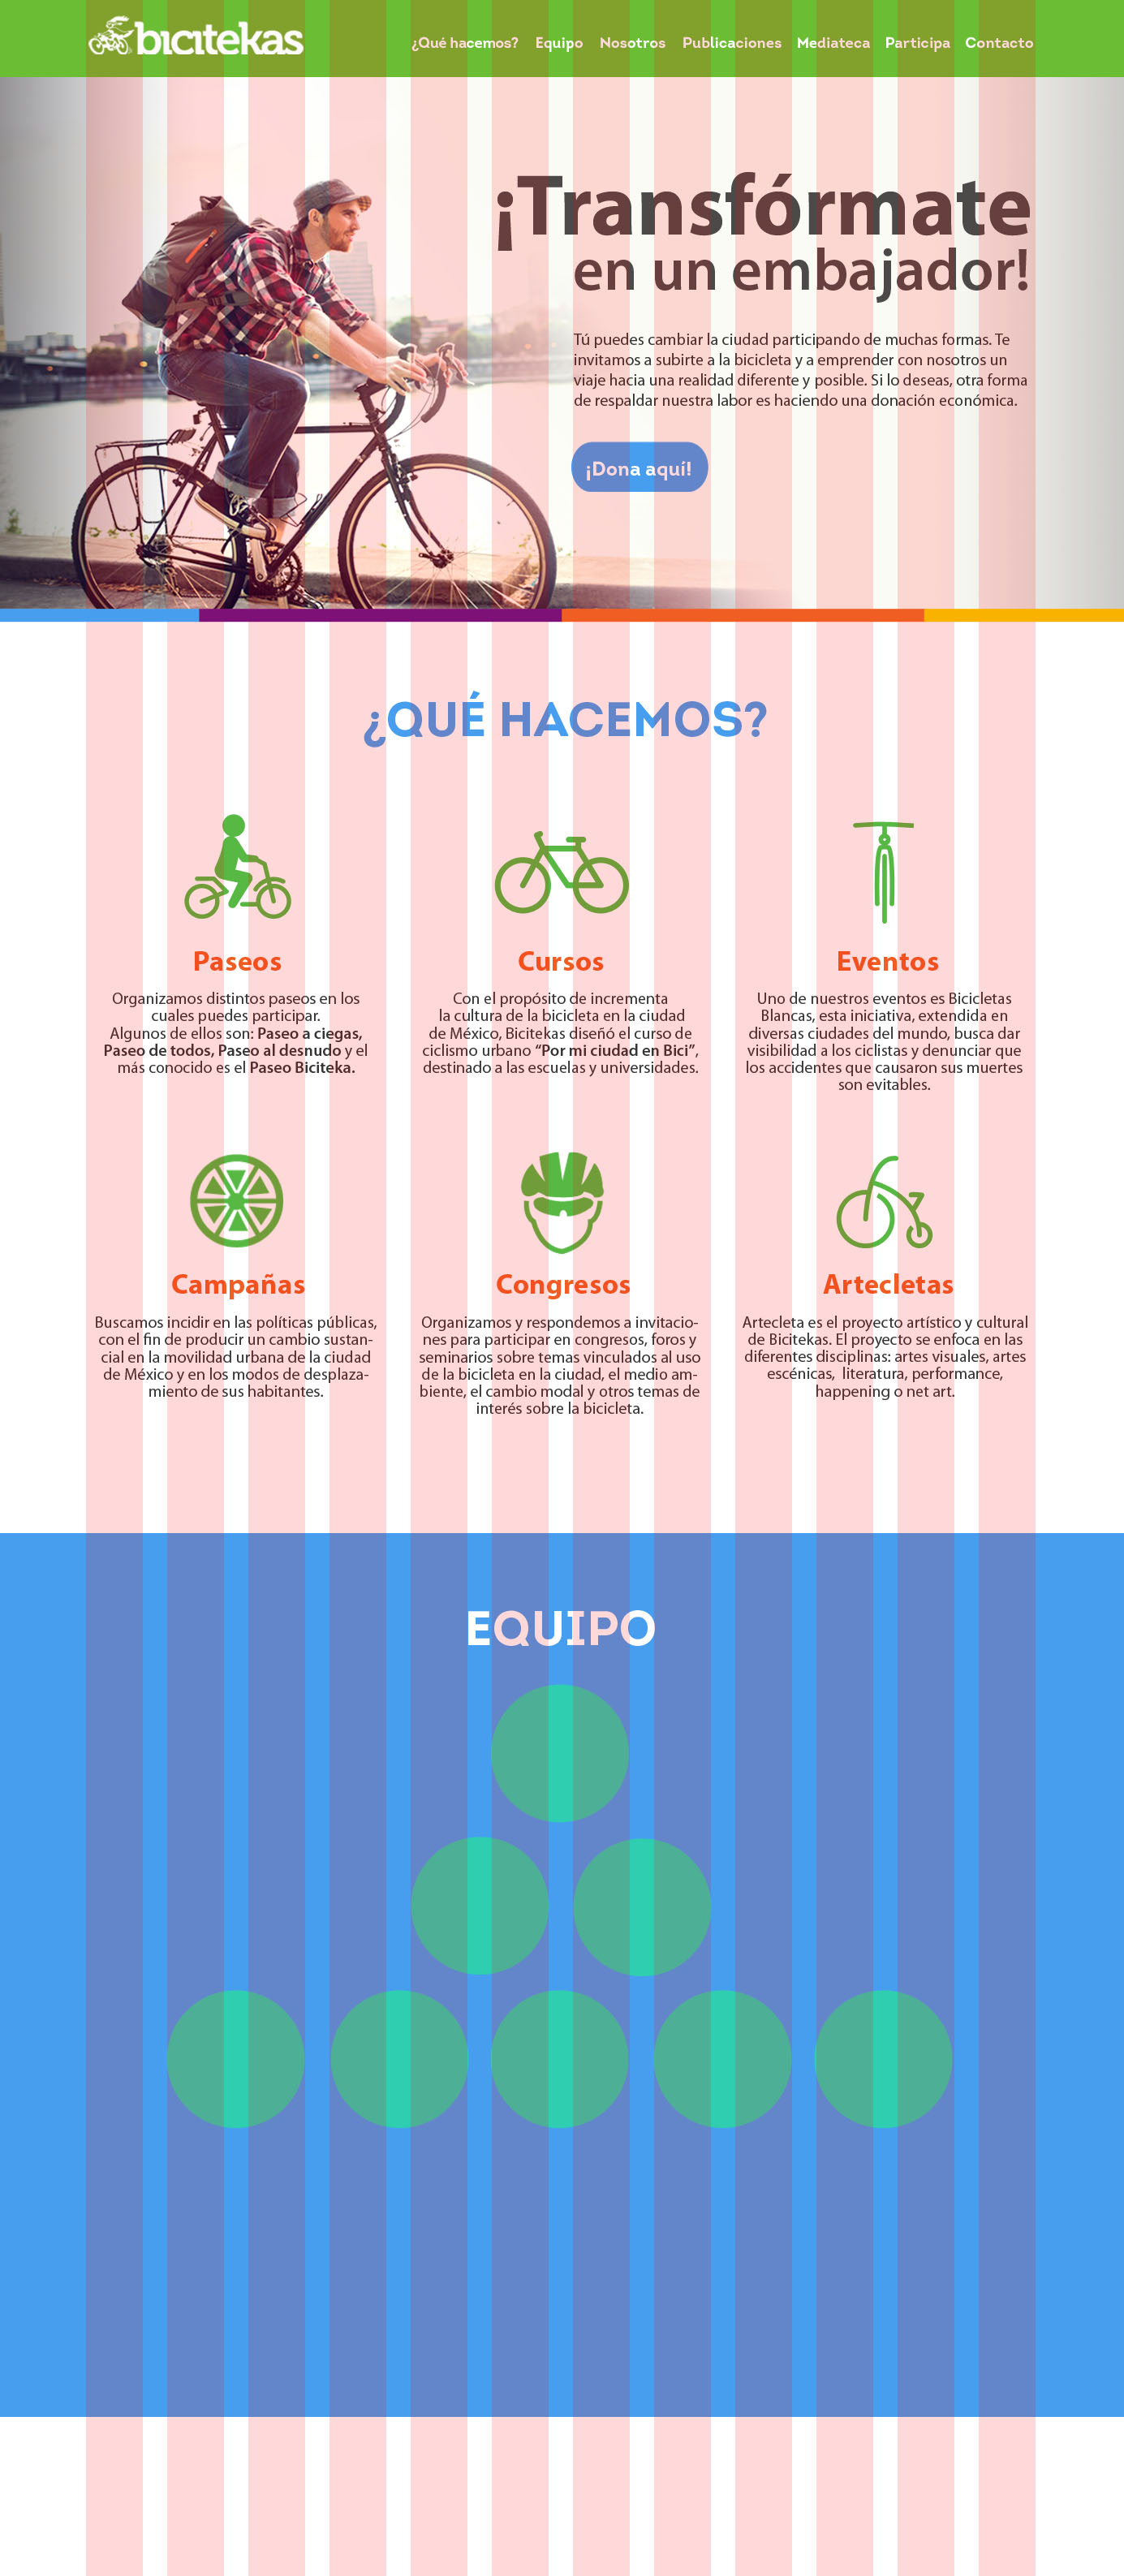 bicitekas
¿Qué hacemos? Equipo Nosotros Publicaciones Mediateca Participa Contacto
¡Transfórmate
en un embajador!
Tú puedes cambiar la ciudad participando de muchas formas. Te
invitamos a subirte a la bicicleta y a emprender con nosotros un
viaje hacia una realidad diferente y posible. Si lo deseas, otra forma
de respaldar nuestra labor es haciendo una donación económica.
¡Dona aquí!
¿QUÉ HACEMOS?
Paseos
Organizamos distintos paseos en los
cuales puedes participar.
Algunos de ellos son: Paseo a ciegas,
Paseo de todos, Paseo al desnudo y el
más conocido es el Paseo Biciteka.
Cursos
Con el propósito de incrementa
la cultura de la bicicleta en la ciudad
de México, Bicitekas diseñó el curso de
ciclismo urbano “Por mi ciudad en Bici”,
destinado a las escuelas y universidades.
Eventos
Uno de nuestros eventos es Bicicletas
Blancas, esta iniciativa, extendida en
diversas ciudades del mundo, busca dar
visibilidad a los ciclistas y denunciar que
los accidentes que causaron sus muertes
son evitables.
Campañas
Buscamos incidir en las políticas públicas,
con el fin de producir un cambio sustan-
cial en la movilidad urbana de la ciudad
de México y en los modos de desplaza-
miento de sus habitantes.
Congresos
Organizamos y respondemos a invitacio-
nes para participar en congresos, foros y
seminarios sobre temas vinculados al uso
de la bicicleta en la ciudad, el medio am-
biente, el cambio modal y otros temas de
interés sobre la bicicleta.
Artecletas
Artecleta es el proyecto artístico y cultural
de Bicitekas. El proyecto se enfoca en las
diferentes disciplinas: artes visuales, artes
escénicas, literatura, performance,
happening o net art.
EQUIPO